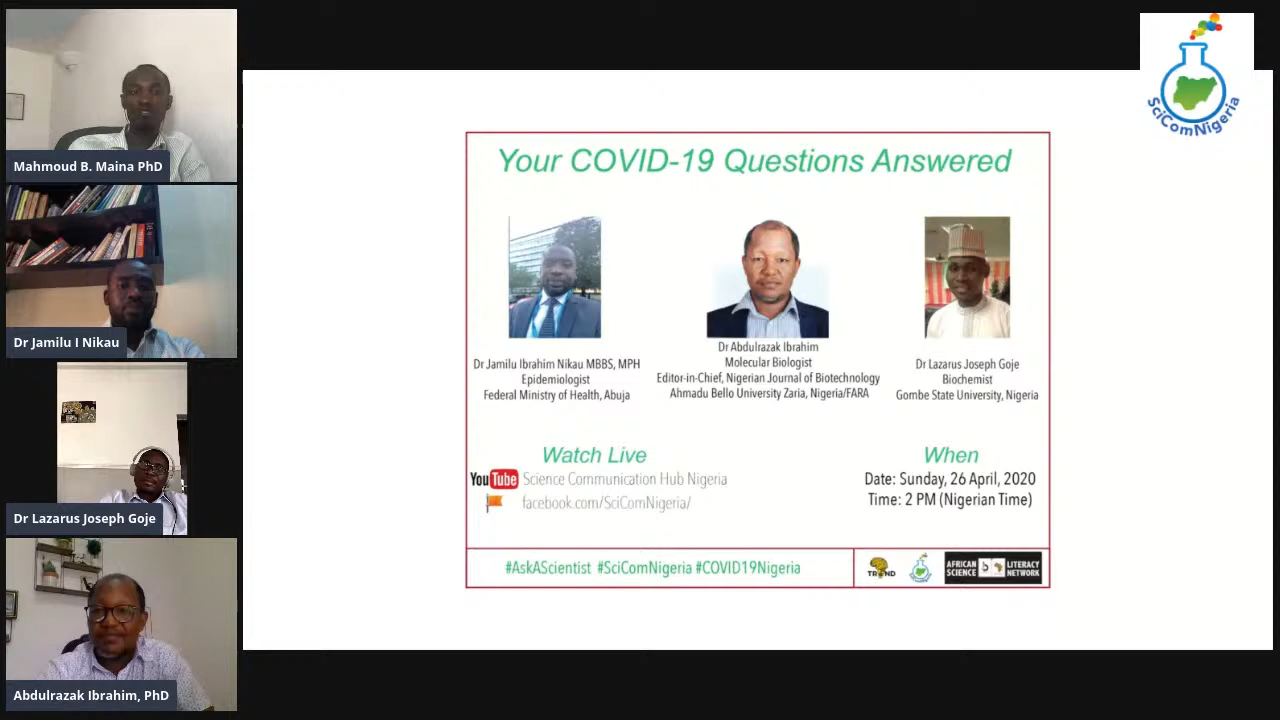 Mahmoud B. Maina PhD
Dr Jamilu I Nikau
Dr Lazarus Joseph Goje
Abdulrazak Ibrahim, PhD
SciComNigeria
Your COVID-19 Questions Answered
Dr Jamilu Ibrahim Nikau MBBS, MPH
Epidemiologist
Federal Ministry of Health, Abuja
Dr Abdulrazak Ibrahim
Molecular Biologist
Editor-in-Chief, Nigerian Journal of Biotechnology
Ahmadu Bello University Zaria, Nigeria/FARA
Dr Lazarus Joseph Goje
Biochemist
Gombe State University, Nigeria
Watch Live
YouTube Science Communication Hub Nigeria
facebook.com/SciComNigeria/
When
Date: Sunday, 26 April, 2020
Time: 2 PM (Nigerian Time)
#AskAScientist #SciComNigeria #COVID19Nigeria
TREND
AFRICAN SCIENCE LITERACY NETWORK